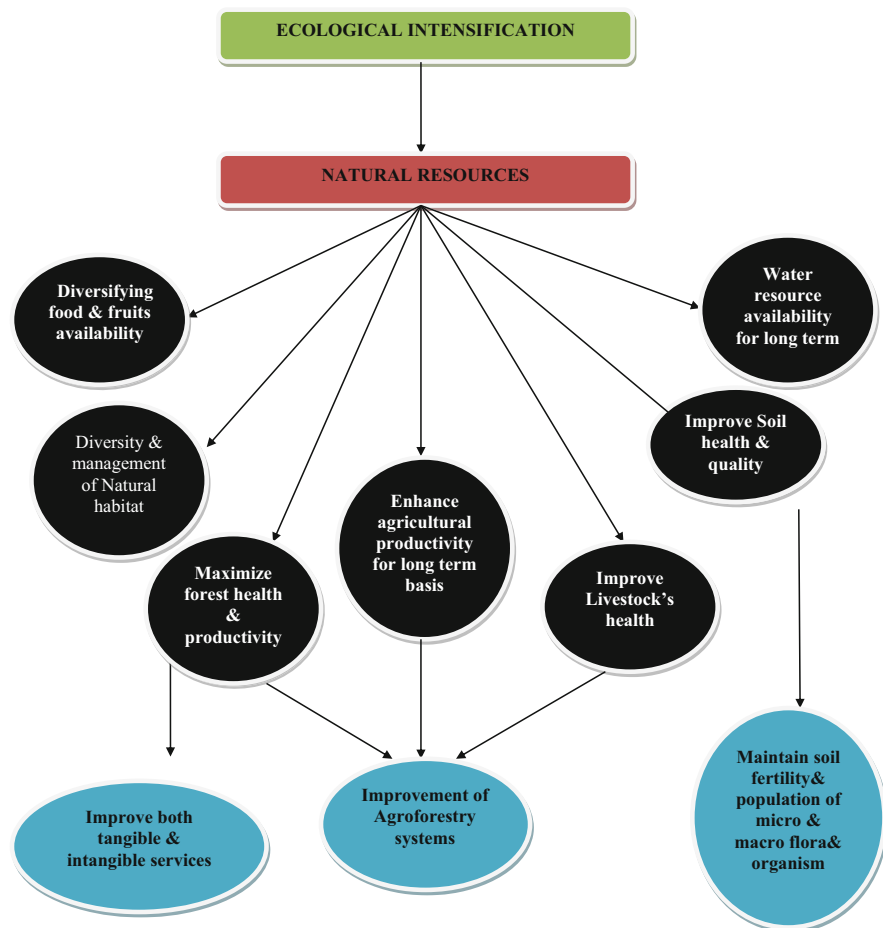 ECOLOGICAL INTENSIFICATION
NATURAL RESOURCES
Diversifying
food & fruits
availability
Water
resource
availability
for long term
Diversity &
management
of Natural
habitat
Improve Soil
health &
quality
Enhance
agricultural
productivity
for long term
basis
Maximize
forest health
&
productivity
Improve
Livestock’s
health
Improve both
tangible &
intangible services
Improvement of
Agroforestry
systems
Maintain soil
fertility&
population of
micro &
macro flora&
organism